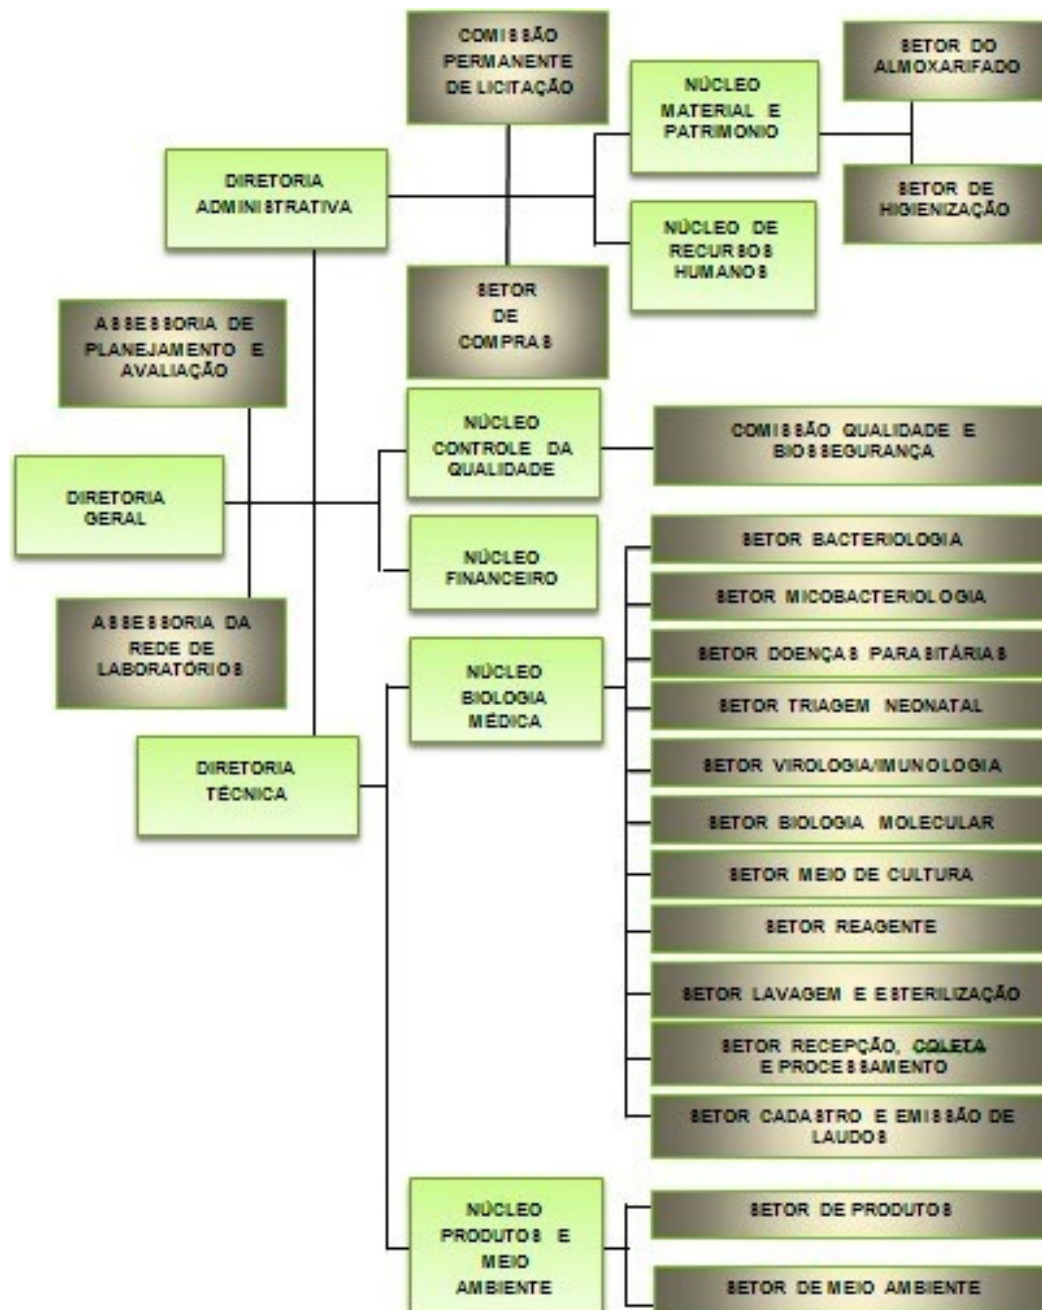 COMISSÃO
PERMANENTE
DE LICITAÇÃO
SETOR DO
ALMOXARIFADO
NÚCLEO
MATERIAL E
PATRIMONIO
DIRETORIA
ADMINISTRATIVA
SETOR DE
HIGIENIZAÇÃO
NÚCLEO DE
RECURSOS
HUMANOS
SETOR
DE
COMPRAS
ASSESSORIA DE
PLANEJAMENTO E
AVALIAÇÃO
NÚCLEO
CONTROLE DA
QUALIDADE
COMISSÃO QUALIDADE E
BIOSSEGURANÇA
DIRETORIA
GERAL
NÚCLEO
FINANCEIRO
ASSESSORIA DA
REDE DE
LABORATÓRIOS
SETOR BACTERIOLOGIA
SETOR MICOBACTERIOLOGIA
SETOR DOENÇAS PARASITÁRIAS
NÚCLEO
BIOLOGIA
MÉDICA
SETOR TRIAGEM NEONATAL
SETOR VIROLOGIA/IMUNOLOGIA
DIRETORIA
TÉCNICA
SETOR BIOLOGIA MOLECULAR
SETOR MEIO DE CULTURA
SETOR REAGENTE
SETOR LAVAGEM E ESTERILIZAÇÃO
SETOR RECEPÇÃO, COLETA
E PROCESSAMENTO
SETOR CADASTRO E EMISSÃO DE
LAUDOS
NÚCLEO
PRODUTOS E
MEIO
AMBIENTE
SETOR DE PRODUTOS
SETOR DE MEIO AMBIENTE